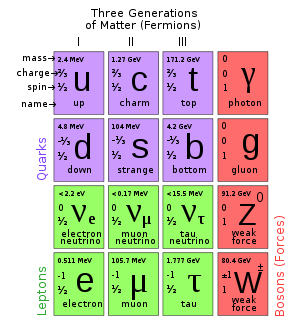 Three Generations
of Matter (Fermions)
I II III
mass→ 2.4 MeV 1.27 GeV 171.2 GeV 0
charge→ ⅔ ⅔ ⅔ 0
spin→ ½ u ½ c ½ t 1 γ
name→ up charm top photon
Quarks
4.8 MeV 104 MeV 4.2 GeV 0
-⅓ -⅓ -⅓ 0
½ d ½ s ½ b 1 g
down strange bottom gluon
<2.2 eV <0.17 MeV <15.5 MeV 91.2 GeV
0 0 0 0
½ νe ½ νμ ½ ντ 1 Z0
electron muon tau weak
neutrino neutrino neutrino force
Leptons
0.511 MeV 105.7 MeV 1.777 GeV 80.4 GeV
-1 -1 -1 ±1
½ e ½ μ ½ τ 1 W±
electron muon tau weak
force
Bosons (Forces)